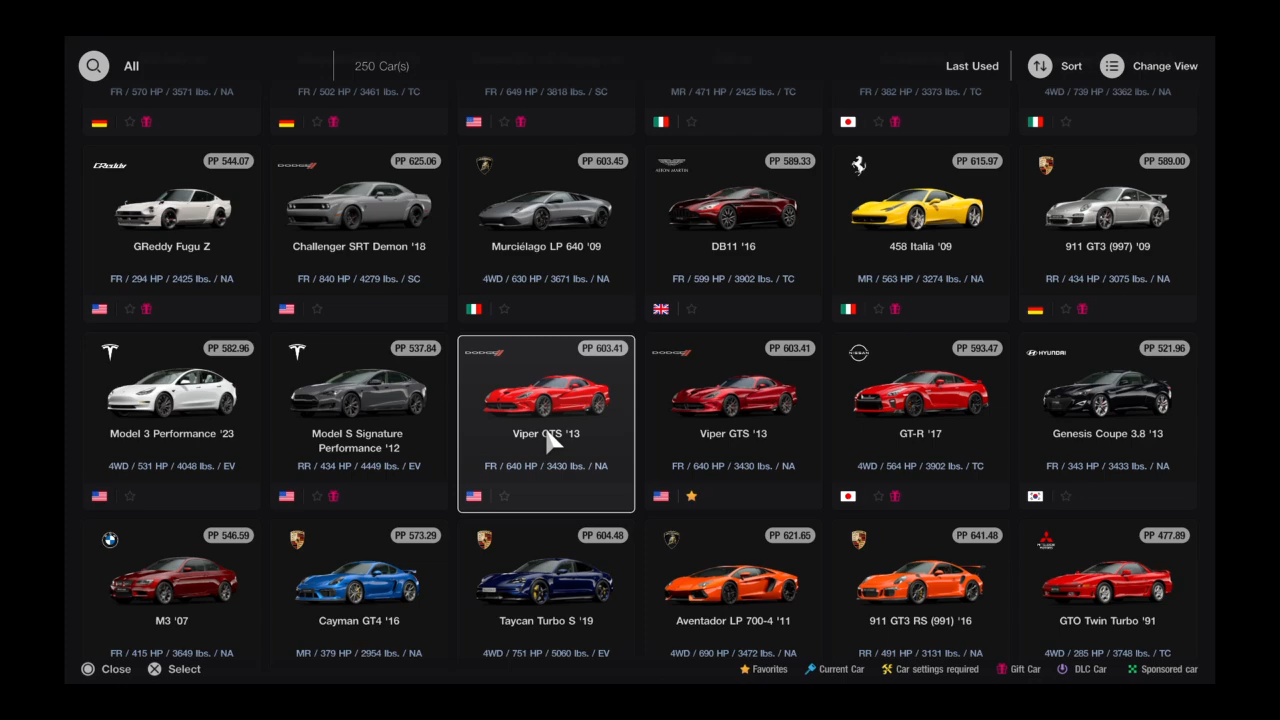 All
250 Car(s)
Last Used
Sort
Change View
FR / 570 HP / 3571 lbs. / NA
FR / 502 HP / 3461 lbs. / TC
FR / 649 HP / 3818 lbs. / SC
MR / 471 HP / 2425 lbs. / TC
FR / 382 HP / 3373 lbs. / TC
4WD / 739 HP / 3362 lbs. / NA
GReddy
PP 544.07
GReddy Fugu Z
FR / 294 HP / 2425 lbs. / NA
DODGE
PP 625.06
Challenger SRT Demon '18
FR / 840 HP / 4279 lbs. / SC
PP 603.45
Murciélago LP 640 '09
4WD / 630 HP / 3671 lbs. / NA
ASTON MARTIN
PP 589.33
DB11 '16
FR / 599 HP / 3902 lbs. / TC
PP 615.97
458 Italia '09
MR / 563 HP / 3274 lbs. / NA
PP 589.00
911 GT3 (997) '09
RR / 434 HP / 3075 lbs. / NA
PP 582.96
Model 3 Performance '23
4WD / 531 HP / 4048 lbs. / EV
PP 537.84
Model S Signature
Performance '12
RR / 434 HP / 4449 lbs. / EV
DODGE
PP 603.41
Viper GTS '13
FR / 640 HP / 3430 lbs. / NA
DODGE
PP 603.41
Viper GTS '13
FR / 640 HP / 3430 lbs. / NA
NISSAN
PP 593.47
GT-R '17
4WD / 564 HP / 3902 lbs. / TC
HYUNDAI
PP 521.96
Genesis Coupe 3.8 '13
FR / 343 HP / 3433 lbs. / NA
PP 546.59
M3 '07
FR / 415 HP / 3649 lbs. / NA
PP 573.29
Cayman GT4 '16
MR / 379 HP / 2954 lbs. / NA
PP 604.48
Taycan Turbo S '19
4WD / 751 HP / 5060 lbs. / EV
PP 621.65
Aventador LP 700-4 '11
4WD / 690 HP / 3472 lbs. / NA
PP 641.48
911 GT3 RS (991) '16
RR / 491 HP / 3131 lbs. / NA
MITSUBISHI
MOTORS
PP 477.89
GTO Twin Turbo '91
4WD / 285 HP / 3748 lbs. / TC
Close
Select
Favorites
Current Car
Car settings required
Gift Car
DLC Car
Sponsored car